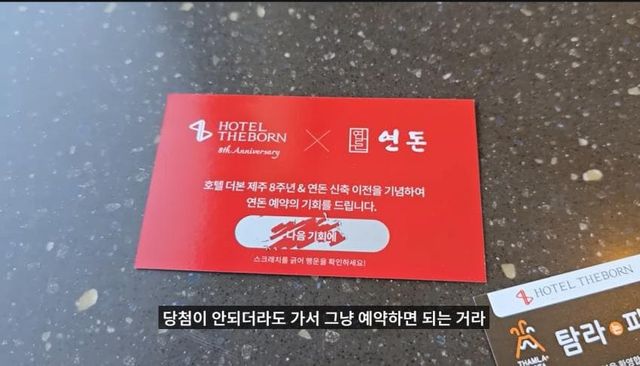 HOTEL
THEBORN
8th Anniversary
연돈
연돈
호텔 더본 제주 8주년 & 연돈 신축 이전을 기념하여
연돈 예약의 기회를 드립니다.
다음 기회에
스크래치를 긁어 행운을 확인하세요!
HOTEL THEBORN
탐라는
THAMLA
당첨이 안되더라도 가서 그냥 예약하면 되는 거라